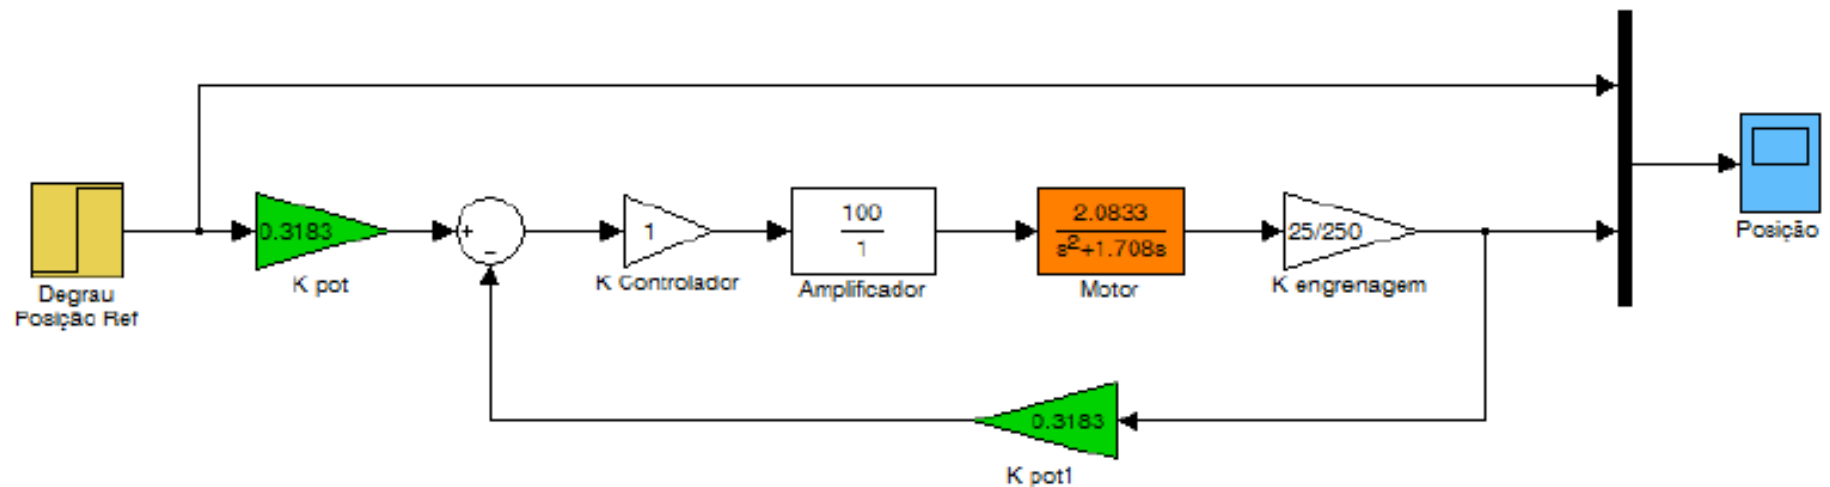 Degrau
Posição Ref
0.3183
K pot
+
−
1
K Controlador
100
1
Amplificador
2.0833
s²+1.708s
Motor
25/250
K engrenagem
Posição
0.3183
K pot1